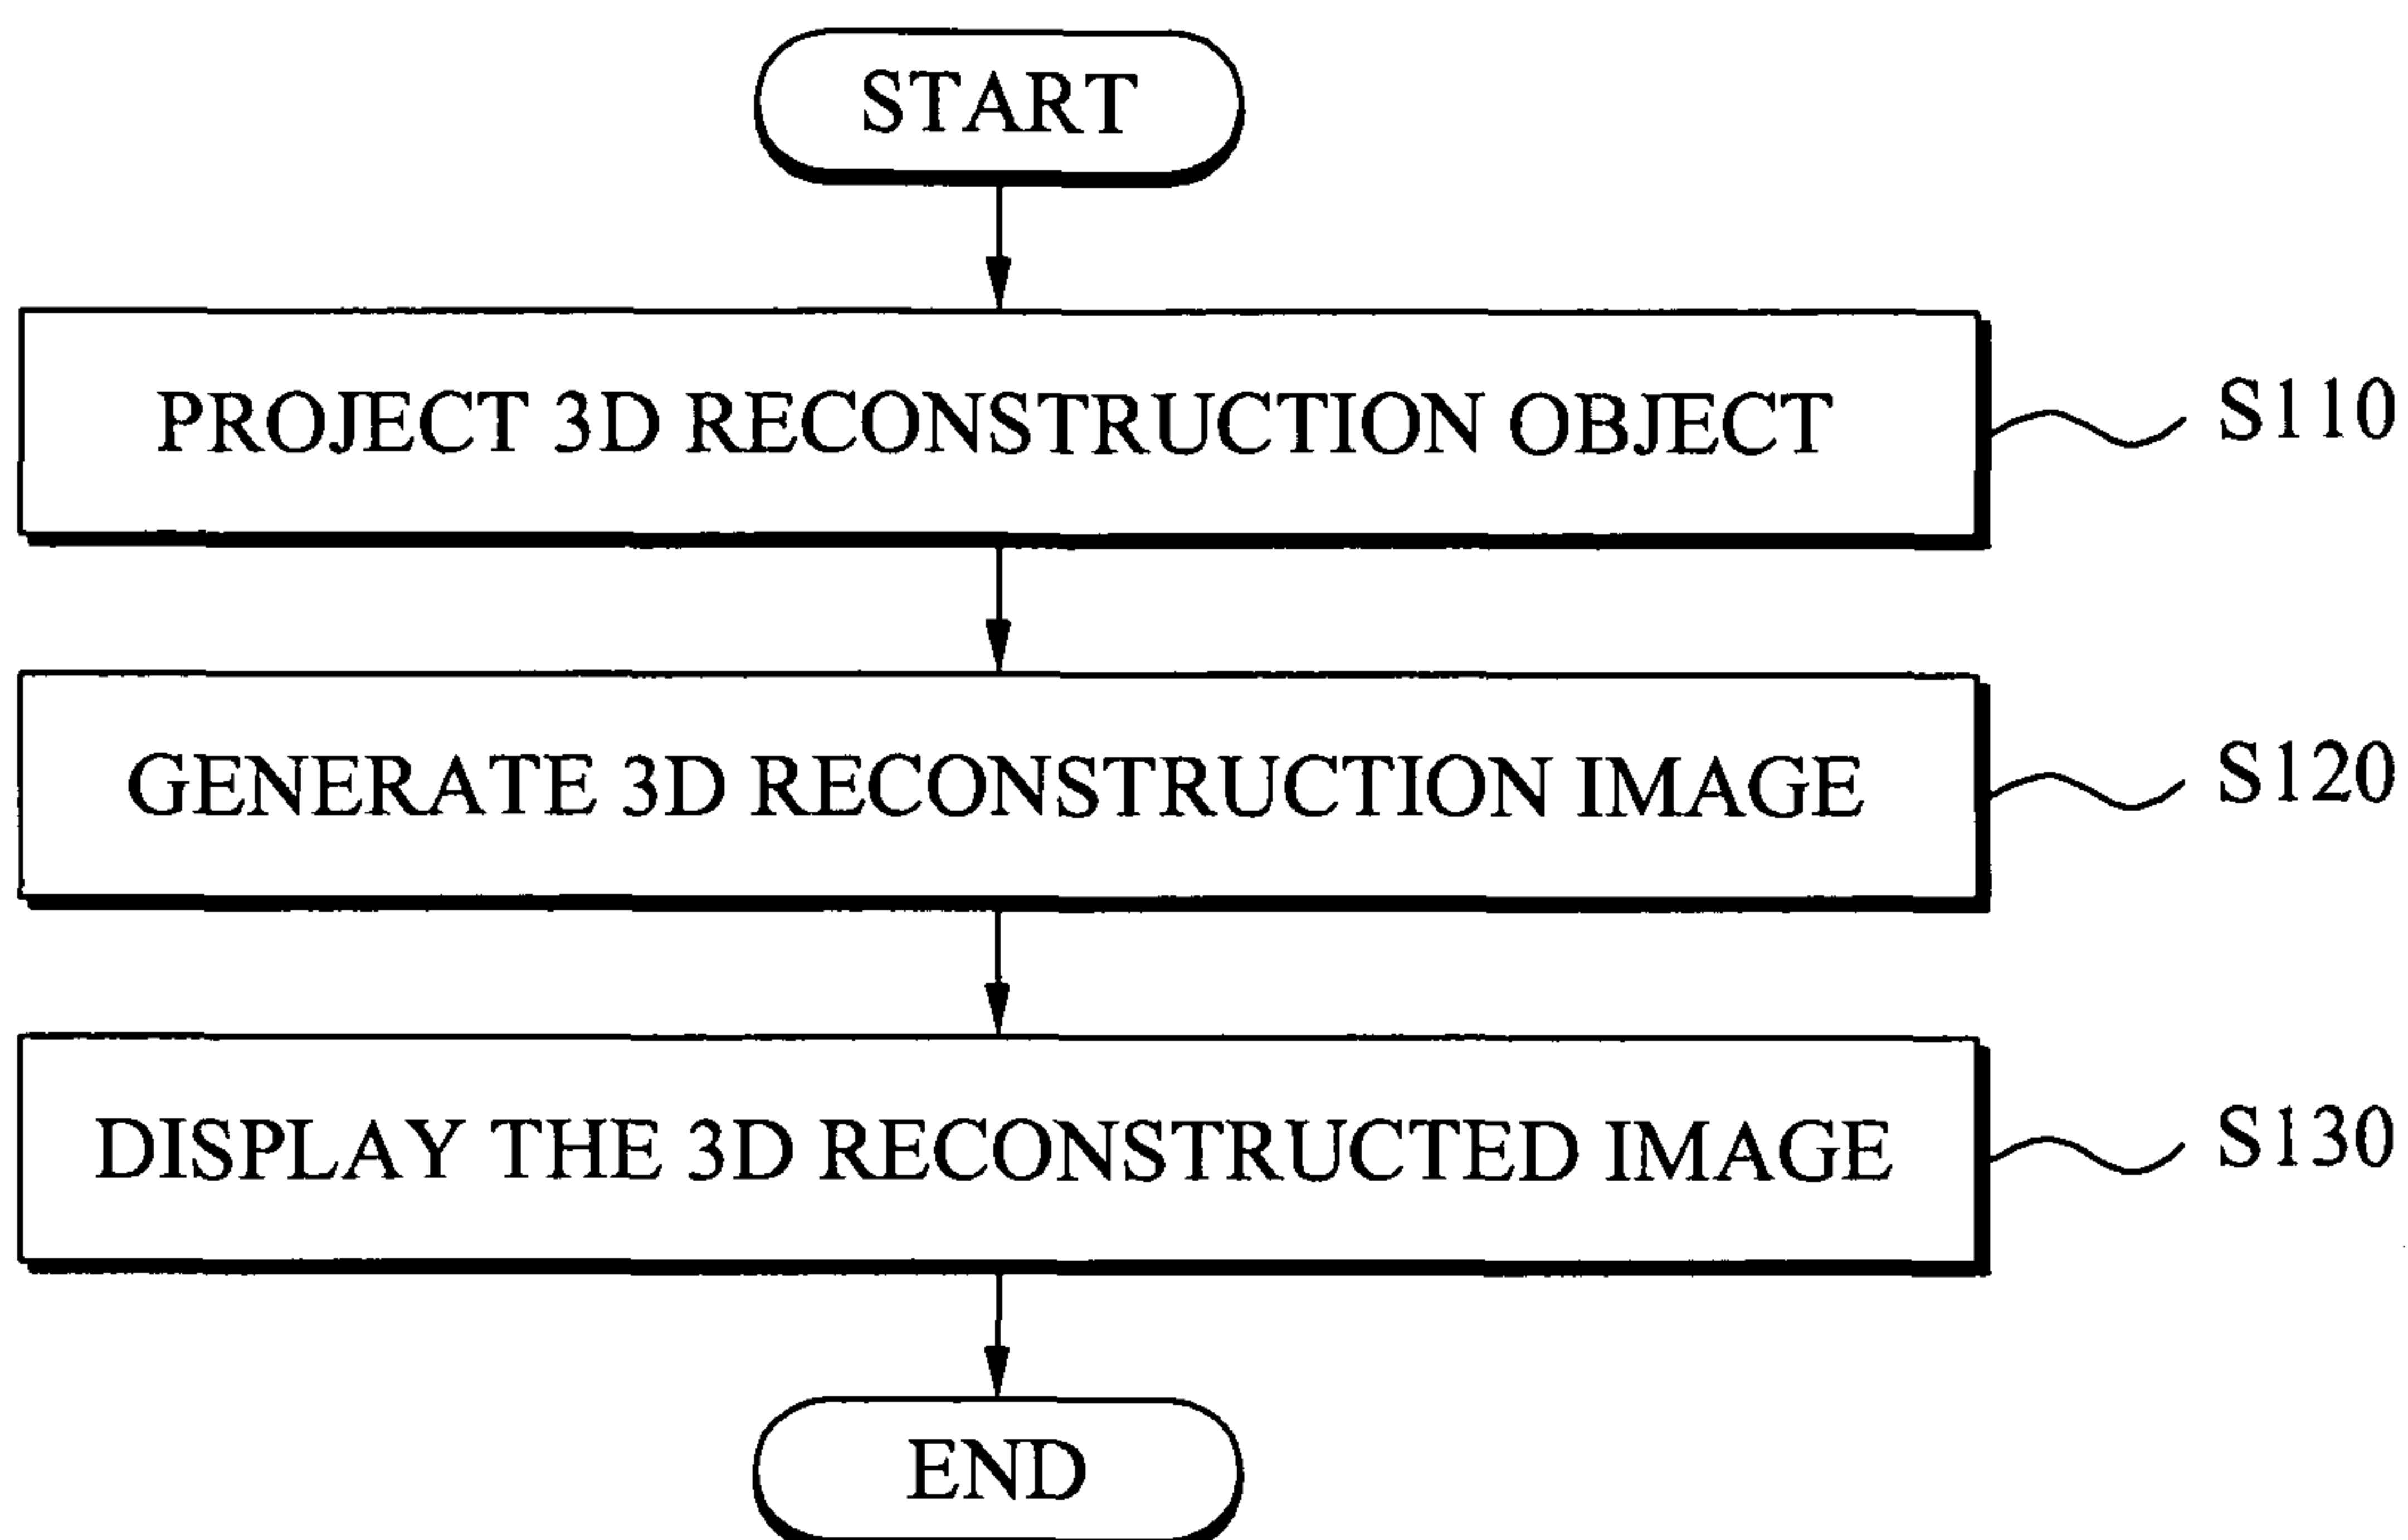 START
PROJECT 3D RECONSTRUCTION OBJECT
S110
GENERATE 3D RECONSTRUCTION IMAGE
S120
DISPLAY THE 3D RECONSTRUCTED IMAGE
S130
END